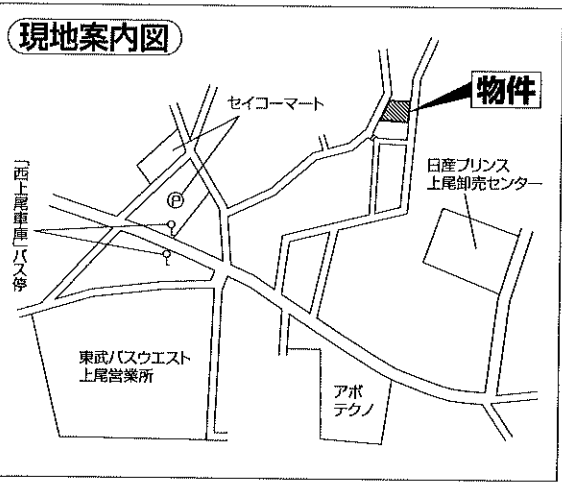 現地案内図
セイコーマート
物件
日産プリンス
上尾卸売センター
「西上尾車庫」バス停
P
東武バスウエスト
上尾営業所
アポ
テクノ